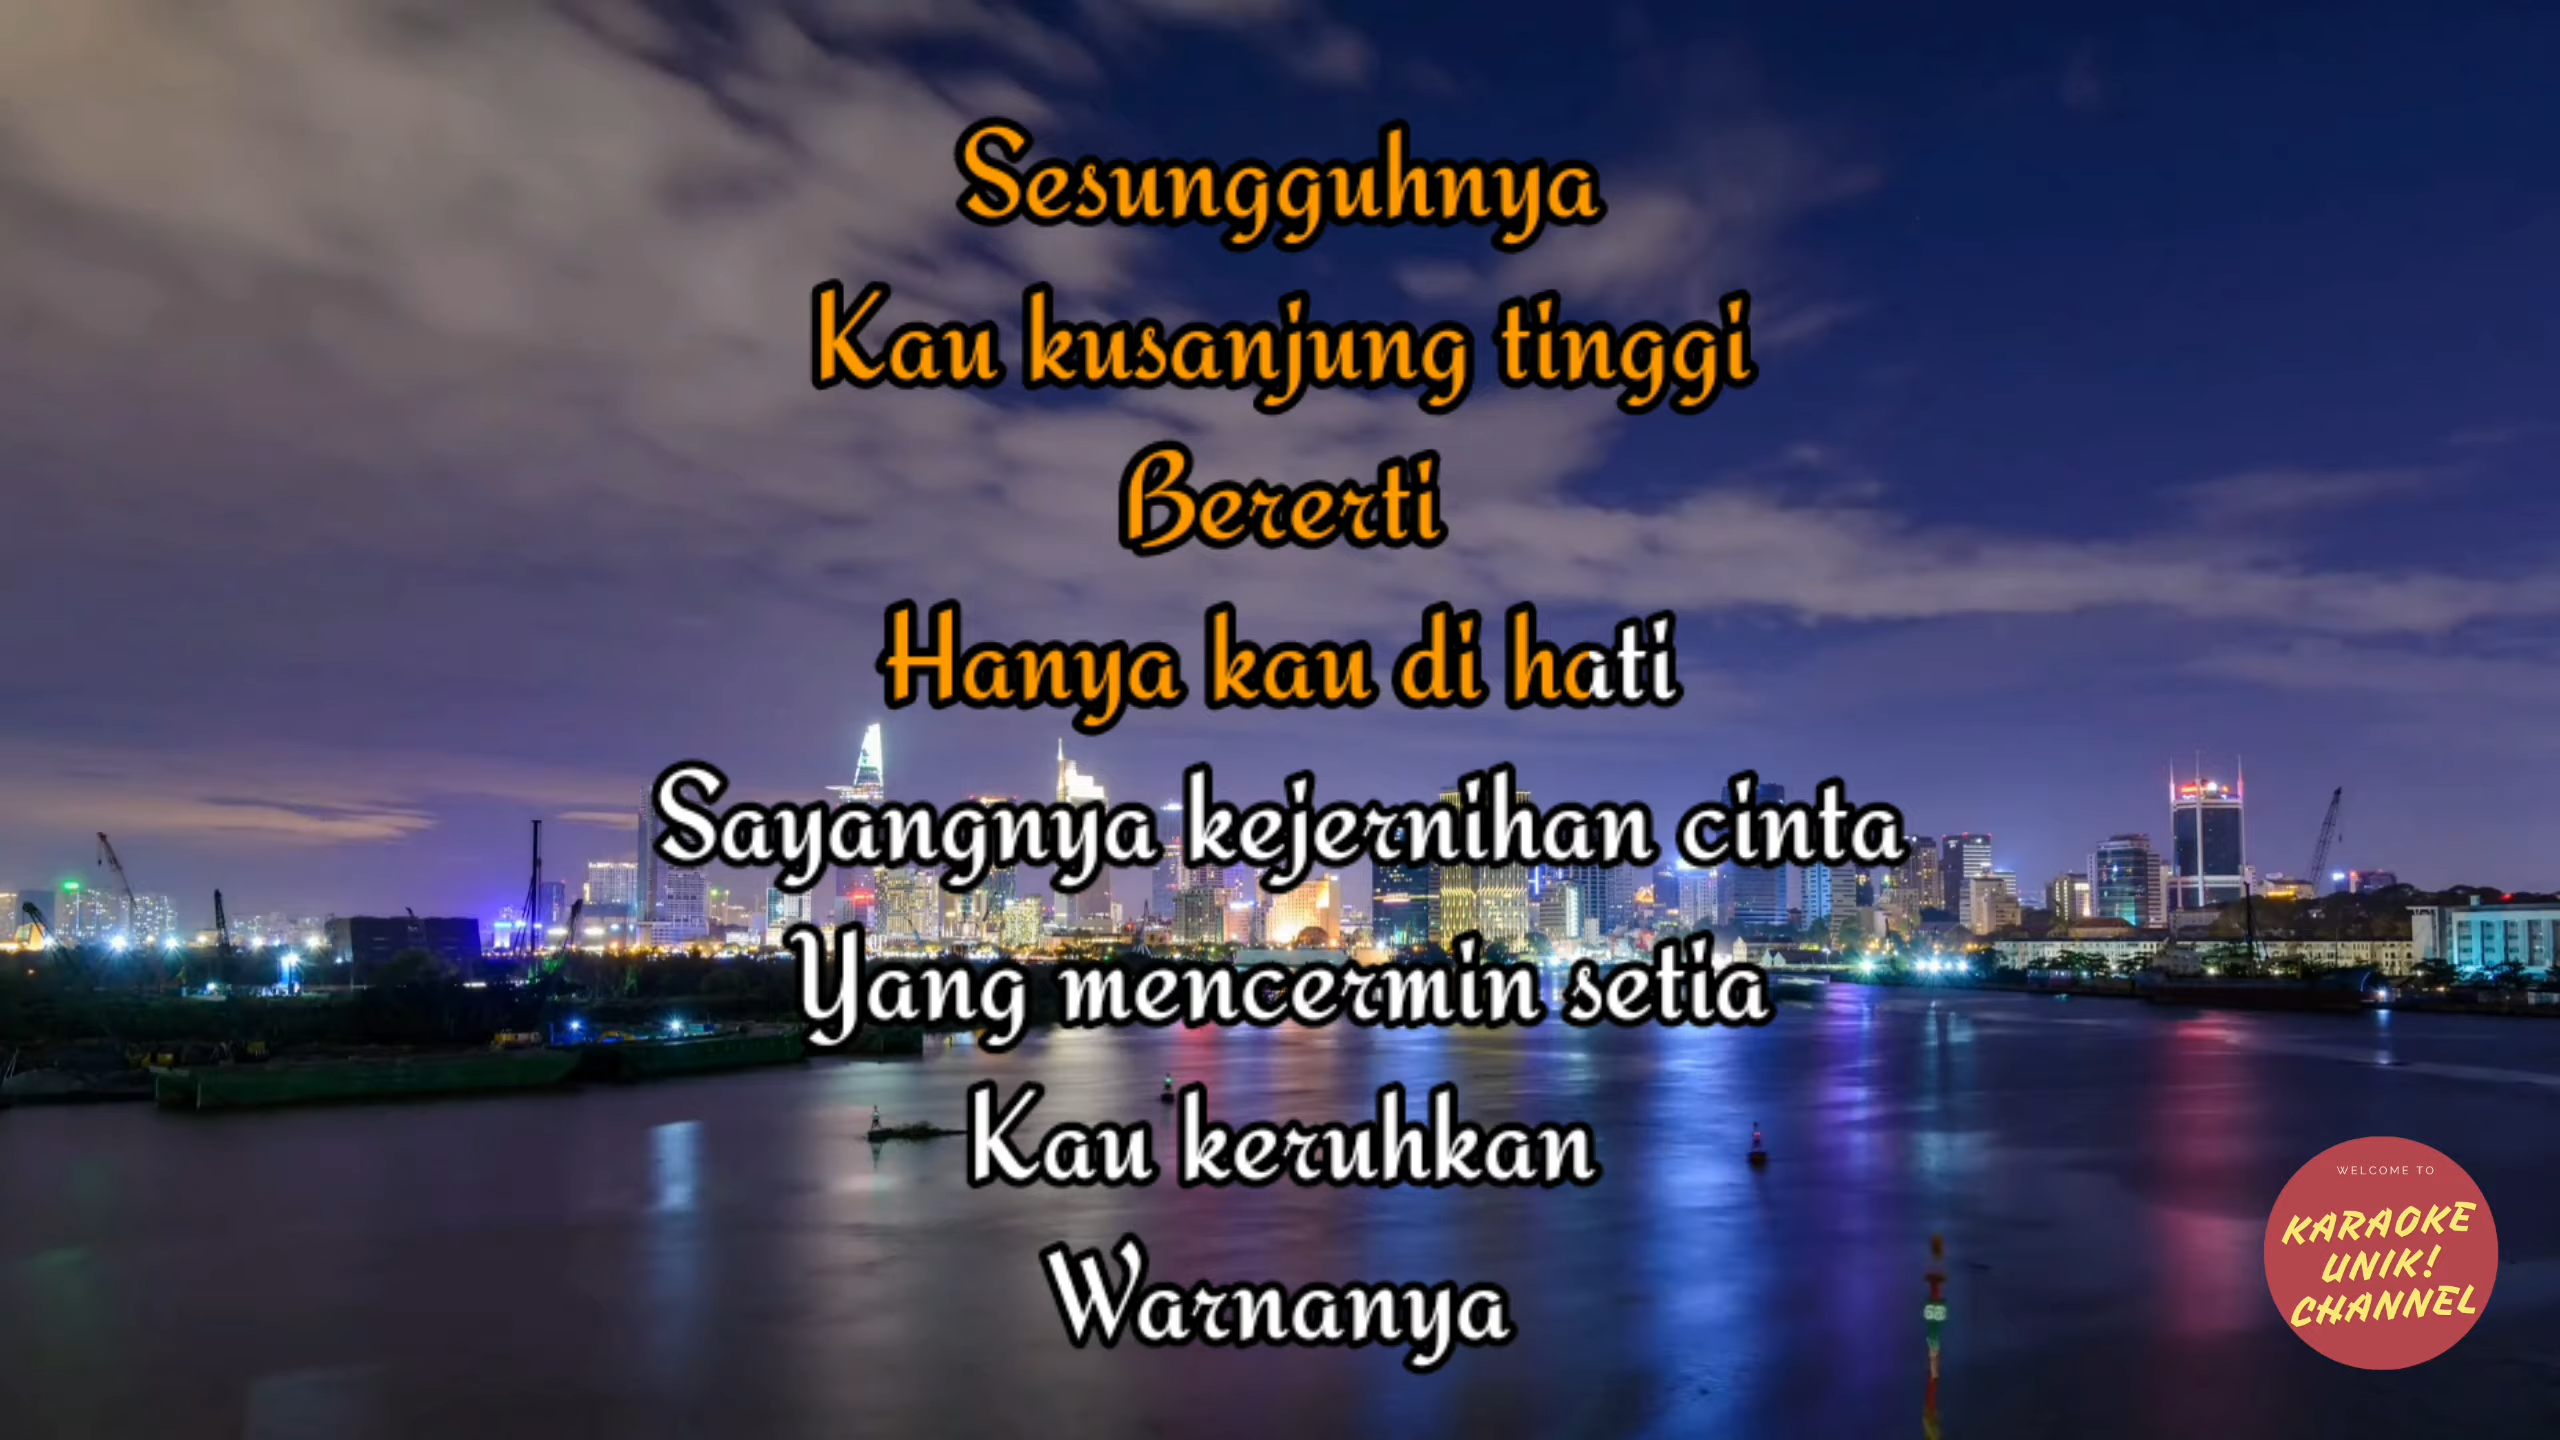 Sesungguhnya
Kau kusanjung tinggi
Bererti
Hanya kau di hati
Sayangnya kejernihan cinta
Yang mencermin setia
Kau keruhkan
Warnanya
WELCOME TO
KARAOKE
UNIK!
CHANNEL
68